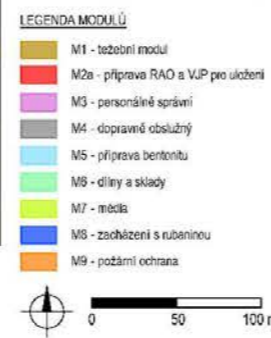 LEGENDA MODULŮ
M1 - težební modul
M2a - příprava RAO a VJP pro uložení
M3 - personálně správní
M4 - dopravně obslužný
M5 - příprava bentonitu
M6 - dílny a sklady
M7 - média
M8 - zacházení s rubaninou
M9 - požární ochrana
0 50 100 m